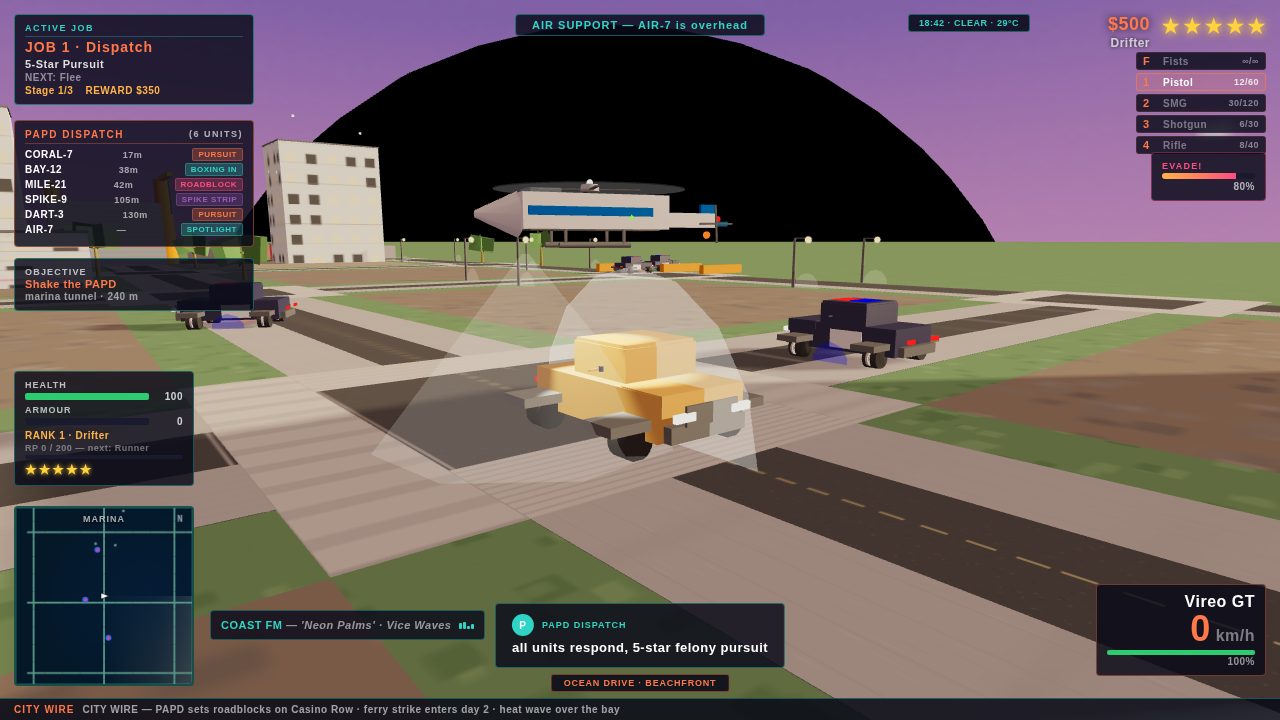 ACTIVE JOB
JOB 1 · Dispatch
5-Star Pursuit
NEXT: Flee
Stage 1/3 REWARD $350
AIR SUPPORT — AIR-7 is overhead
18:42 · CLEAR · 29°C
$500
Drifter
F Fists ∞/∞
1 Pistol 12/60
2 SMG 30/120
3 Shotgun 6/30
4 Rifle 8/40
EVADE!
80%
PAPD DISPATCH (6 UNITS)
CORAL-7 17m PURSUIT
BAY-12 38m BOXING IN
MILE-21 42m ROADBLOCK
SPIKE-9 105m SPIKE STRIP
DART-3 130m PURSUIT
AIR-7 — SPOTLIGHT
OBJECTIVE
Shake the PAPD
marina tunnel · 240 m
HEALTH
100
ARMOUR
0
RANK 1 · Drifter
RP 0 / 200 — next: Runner
MARINA N
COAST FM — 'Neon Palms' · Vice Waves
P PAPD DISPATCH
all units respond, 5-star felony pursuit
OCEAN DRIVE · BEACHFRONT
Vireo GT
0 km/h
100%
CITY WIRE CITY WIRE — PAPD sets roadblocks on Casino Row · ferry strike enters day 2 · heat wave over the bay